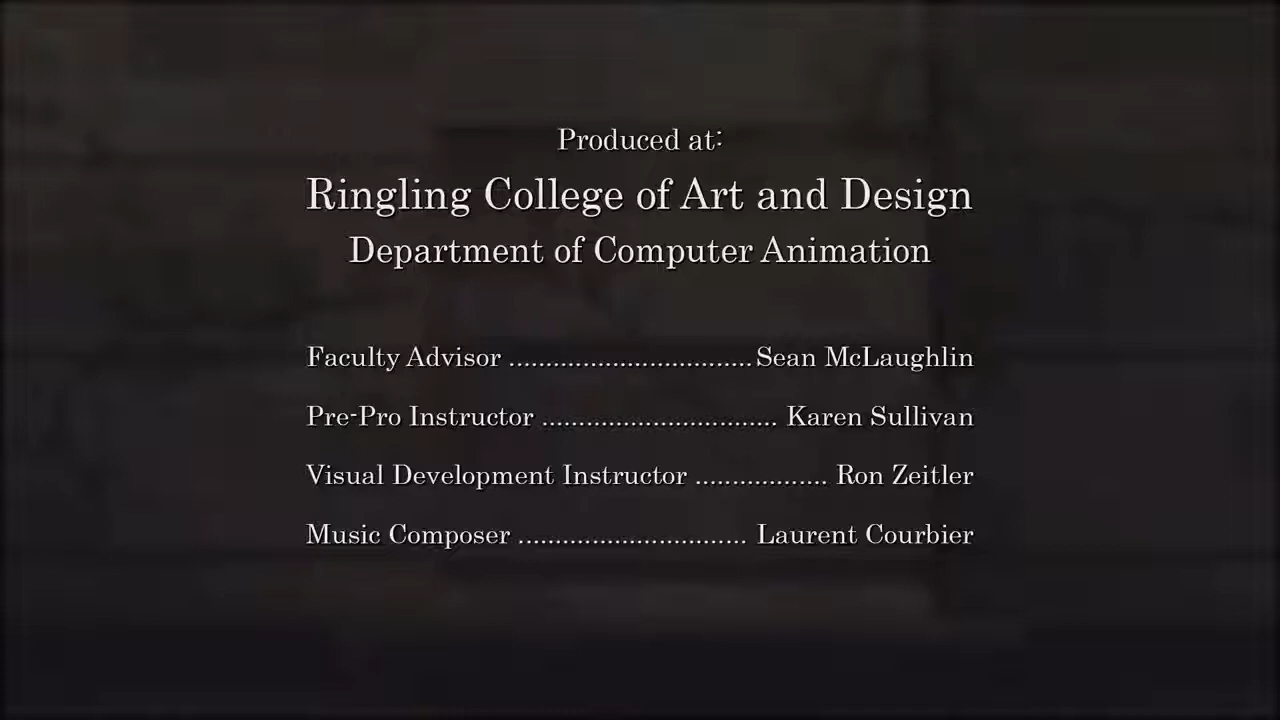 Produced at:
Ringling College of Art and Design
Department of Computer Animation
Faculty Advisor ................................. Sean McLaughlin
Pre-Pro Instructor ................................ Karen Sullivan
Visual Development Instructor .................. Ron Zeitler
Music Composer ............................... Laurent Courbier